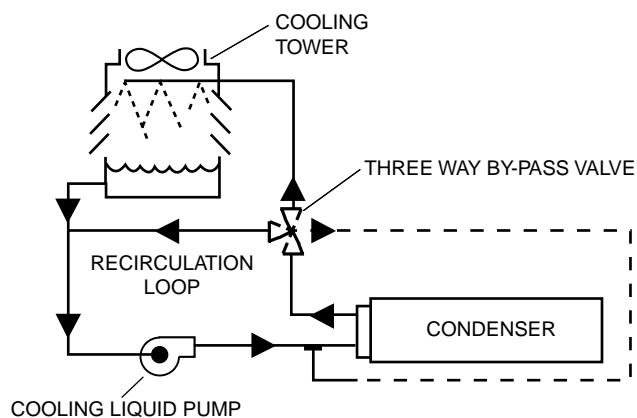 COOLING
TOWER
THREE WAY BY-PASS VALVE
RECIRCULATION
LOOP
CONDENSER
COOLING LIQUID PUMP